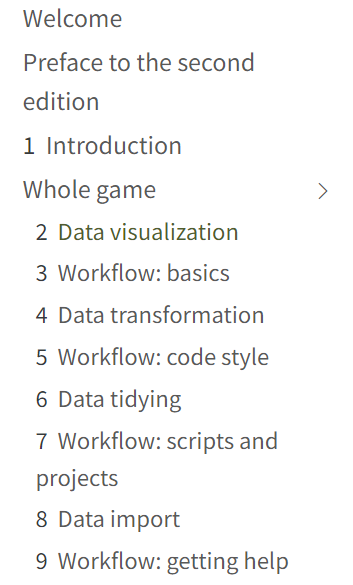 Welcome
Preface to the second
edition
1 Introduction
Whole game
2 Data visualization
3 Workflow: basics
4 Data transformation
5 Workflow: code style
6 Data tidying
7 Workflow: scripts and
projects
8 Data import
9 Workflow: getting help